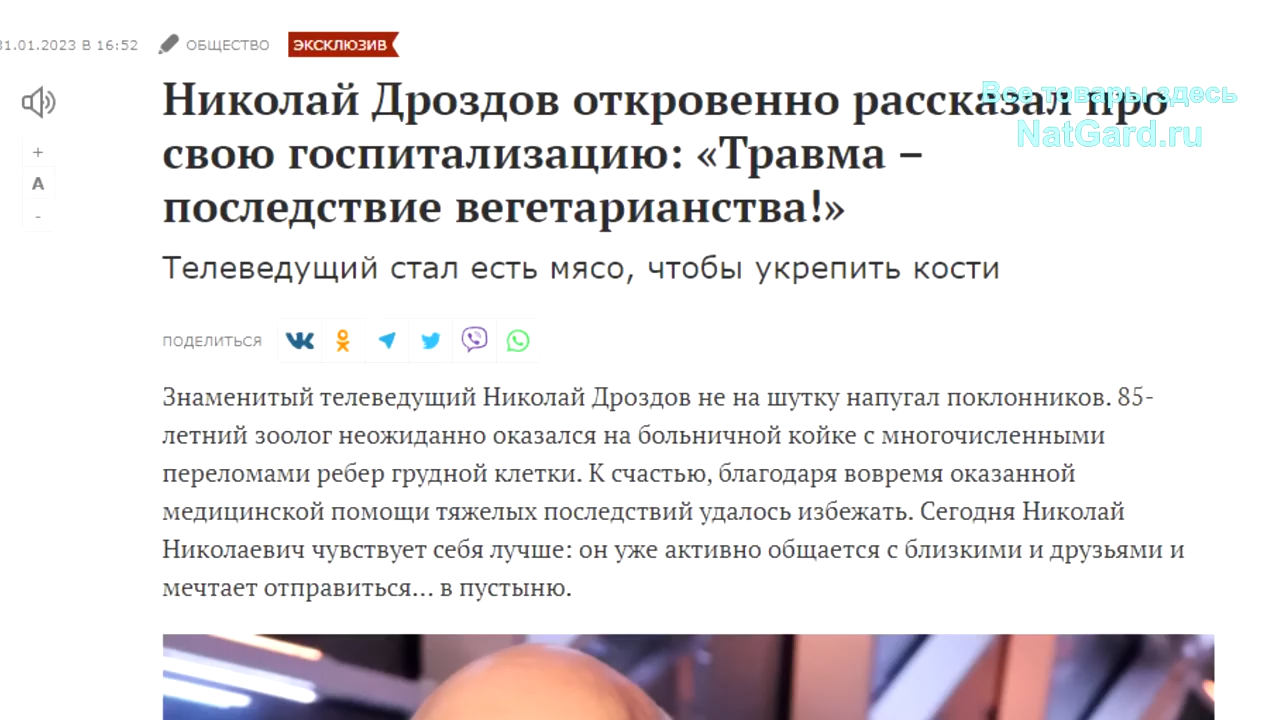 31.01.2023 В 16:52 ОБЩЕСТВО ЭКСКЛЮЗИВ
Николай Дроздов откровенно рассказал про
свою госпитализацию: «Травма –
последствие вегетарианства!»
Все товары здесь
NatGard.ru
+
А
-
Телеведущий стал есть мясо, чтобы укрепить кости
ПОДЕЛИТЬСЯ
Знаменитый телеведущий Николай Дроздов не на шутку напугал поклонников. 85-
летний зоолог неожиданно оказался на больничной койке с многочисленными
переломами ребер грудной клетки. К счастью, благодаря вовремя оказанной
медицинской помощи тяжелых последствий удалось избежать. Сегодня Николай
Николаевич чувствует себя лучше: он уже активно общается с близкими и друзьями и
мечтает отправиться... в пустыню.